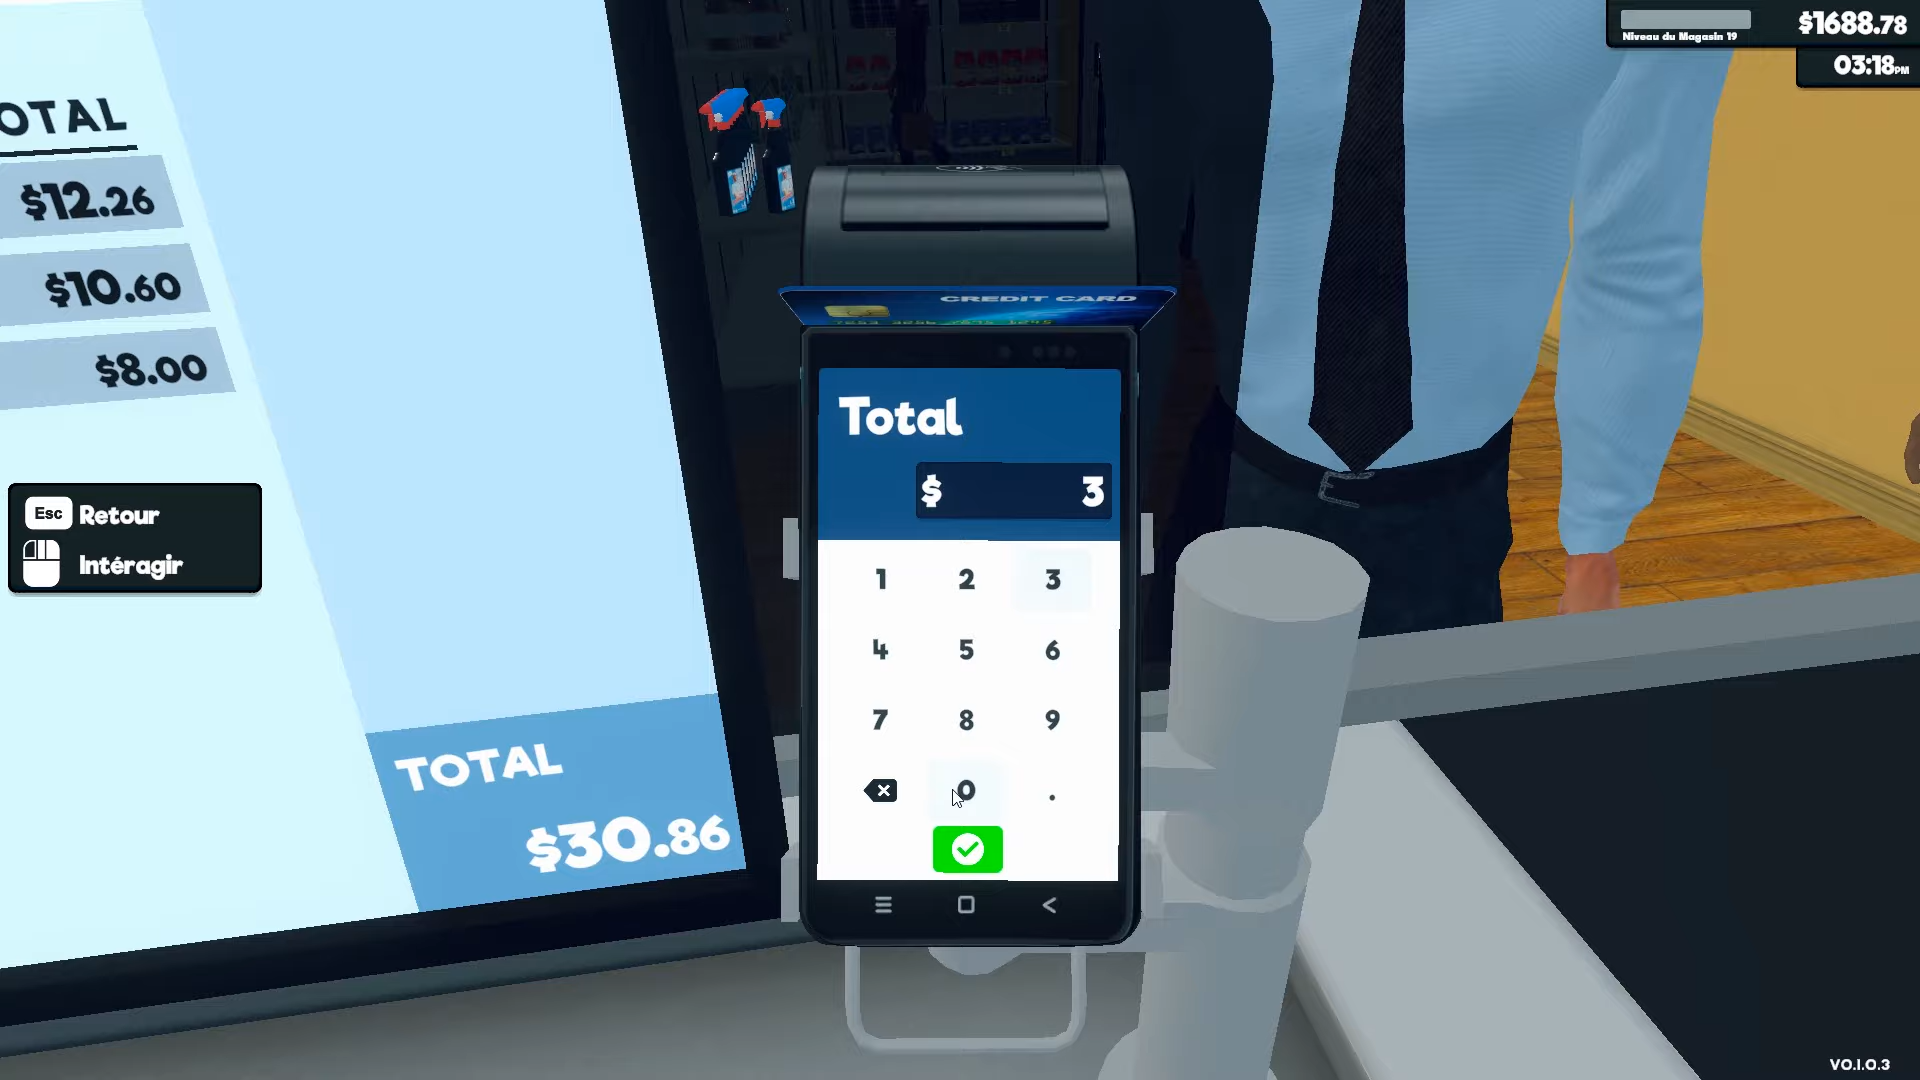 OTAL
$12.26
$10.60
$8.00
TOTAL
$30.86
Esc Retour
Intéragir
CREDIT CARD
Total
$ 3
1 2 3
4 5 6
7 8 9
0 .
$1688.78
Niveau du Magasin 19
03:18PM
V0.1.0.3